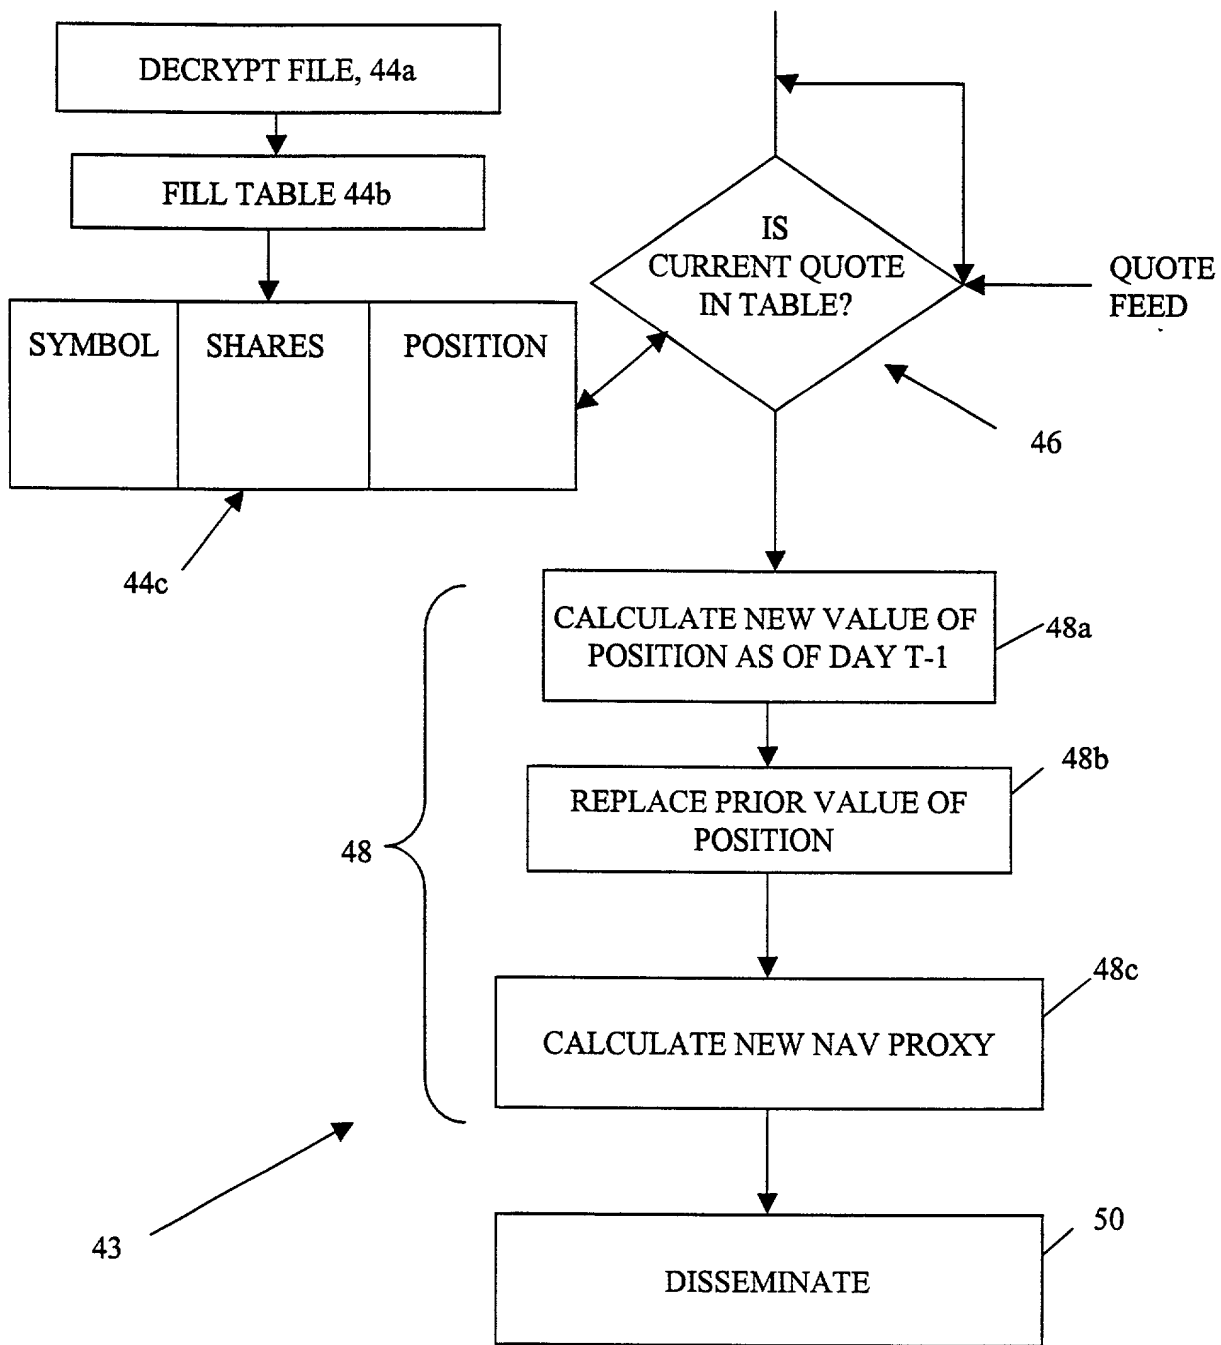 DECRYPT FILE, 44a
FILL TABLE 44b
SYMBOL SHARES POSITION
44c
IS
CURRENT QUOTE
IN TABLE?
QUOTE
FEED
46
CALCULATE NEW VALUE OF
POSITION AS OF DAY T-1
48a
REPLACE PRIOR VALUE OF
POSITION
48b
48
CALCULATE NEW NAV PROXY
48c
43
DISSEMINATE
50